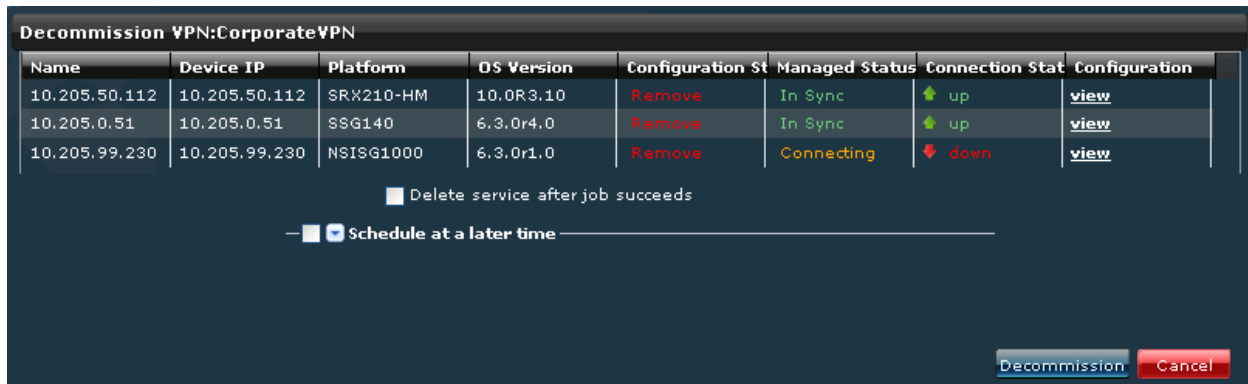 Decommission VPN:CorporateVPN
Name Device IP Platform OS Version Configuration St Managed Status Connection Stat Configuration
10.205.50.112 10.205.50.112 SRX210-HM 10.0R3.10 Remove In Sync up view
10.205.0.51 10.205.0.51 SSG140 6.3.0r4.0 Remove In Sync up view
10.205.99.230 10.205.99.230 NSISG1000 6.3.0r1.0 Remove Connecting down view
Delete service after job succeeds
Schedule at a later time
Decommission Cancel